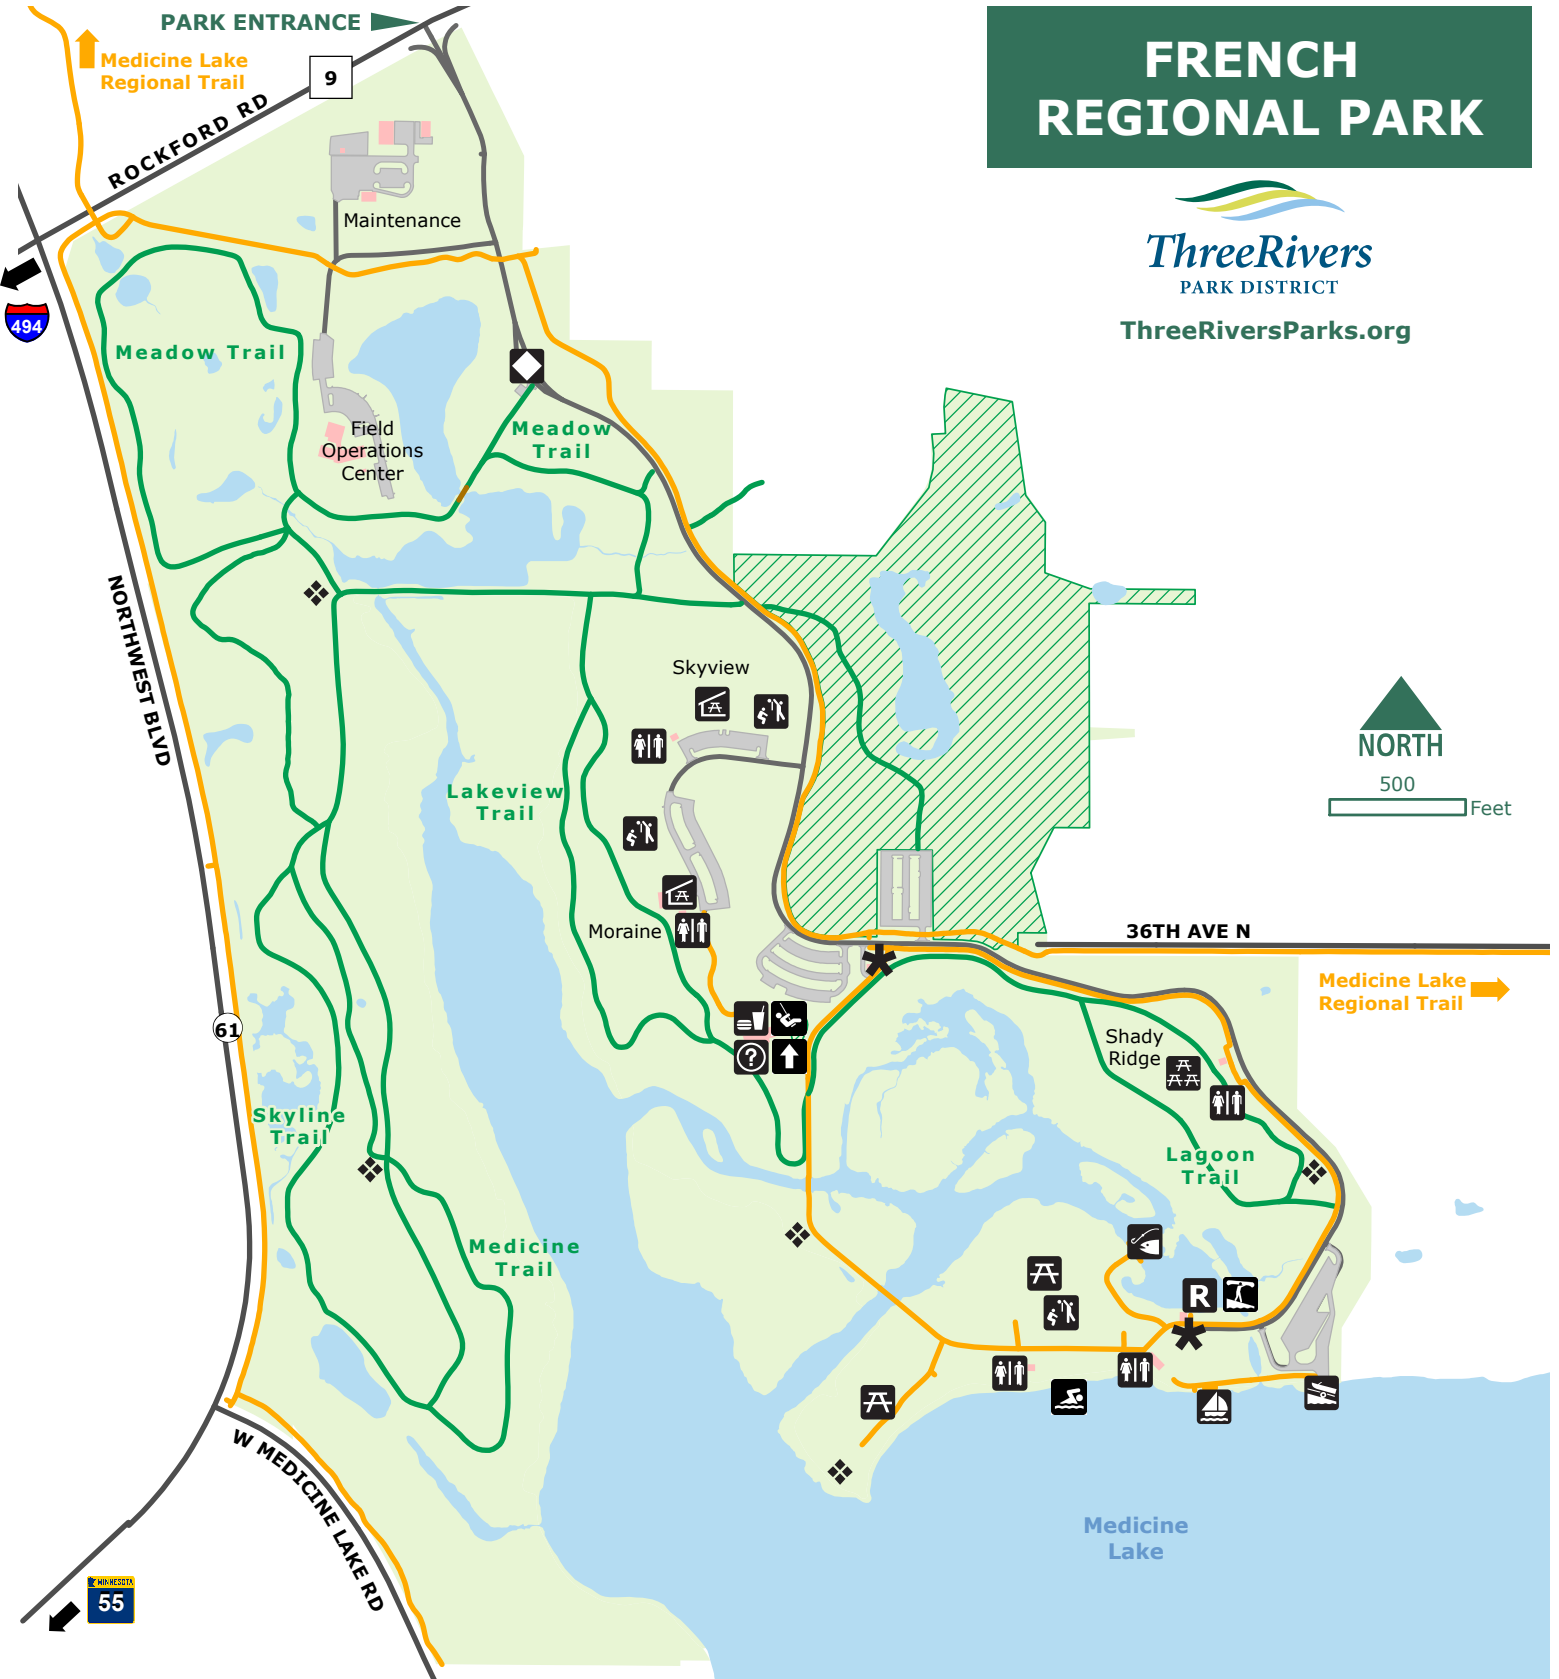 PARK ENTRANCE
Medicine Lake
Regional Trail
9
ROCKFORD RD
FRENCH
REGIONAL PARK
ThreeRivers
PARK DISTRICT
ThreeRiversParks.org
Maintenance
494
Meadow Trail
Field
Operations
Center
Meadow
Trail
NORTHWEST BLVD
Skyview
NORTH
500
Feet
Lakeview
Trail
Moraine
36TH AVE N
Medicine Lake
Regional Trail
61
?
Shady
Ridge
Skyline
Trail
Lagoon
Trail
Medicine
Trail
R
W MEDICINE LAKE RD
Medicine
Lake
MINNESOTA
55